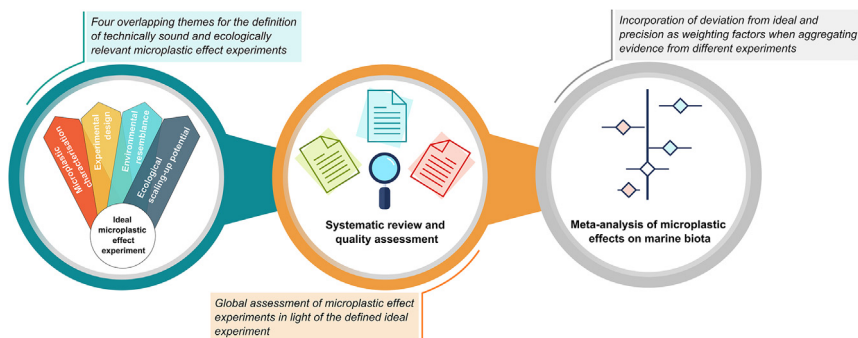 Four overlapping themes for the definition
of technically sound and ecologically
relevant microplastic effect experiments
Microplastic
characterisation
Experimental
design
Environmental
resemblance
Ecological
scaling-up potential
Ideal
microplastic
effect
experiment
Systematic review and
quality assessment
Global assessment of microplastic effect
experiments in light of the defined ideal
experiment
Incorporation of deviation from ideal and
precision as weighting factors when aggregating
evidence from different experiments
Meta-analysis of microplastic
effects on marine biota